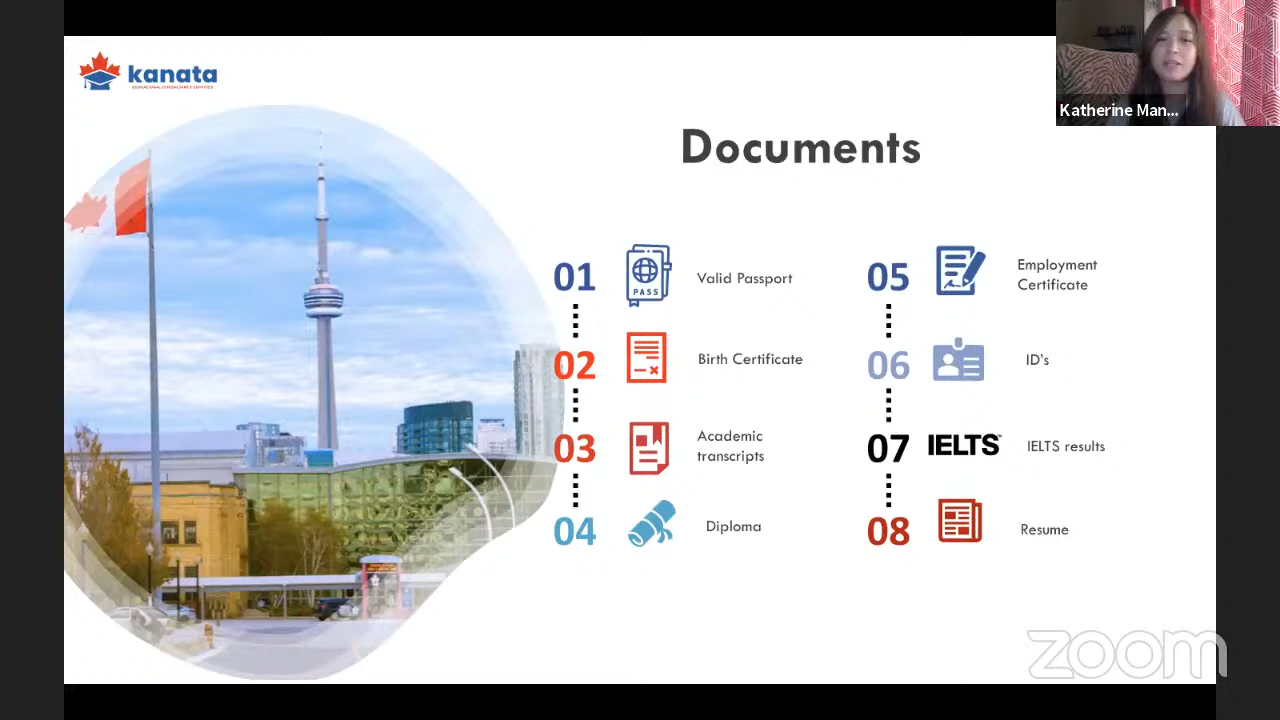 kanata
Katherine Man...
Documents
01
PASS
Valid Passport
02
Birth Certificate
03
Academic
transcripts
04
Diploma
05
Employment
Certificate
06
ID's
07
IELTS™
IELTS results
08
Resume
zoom